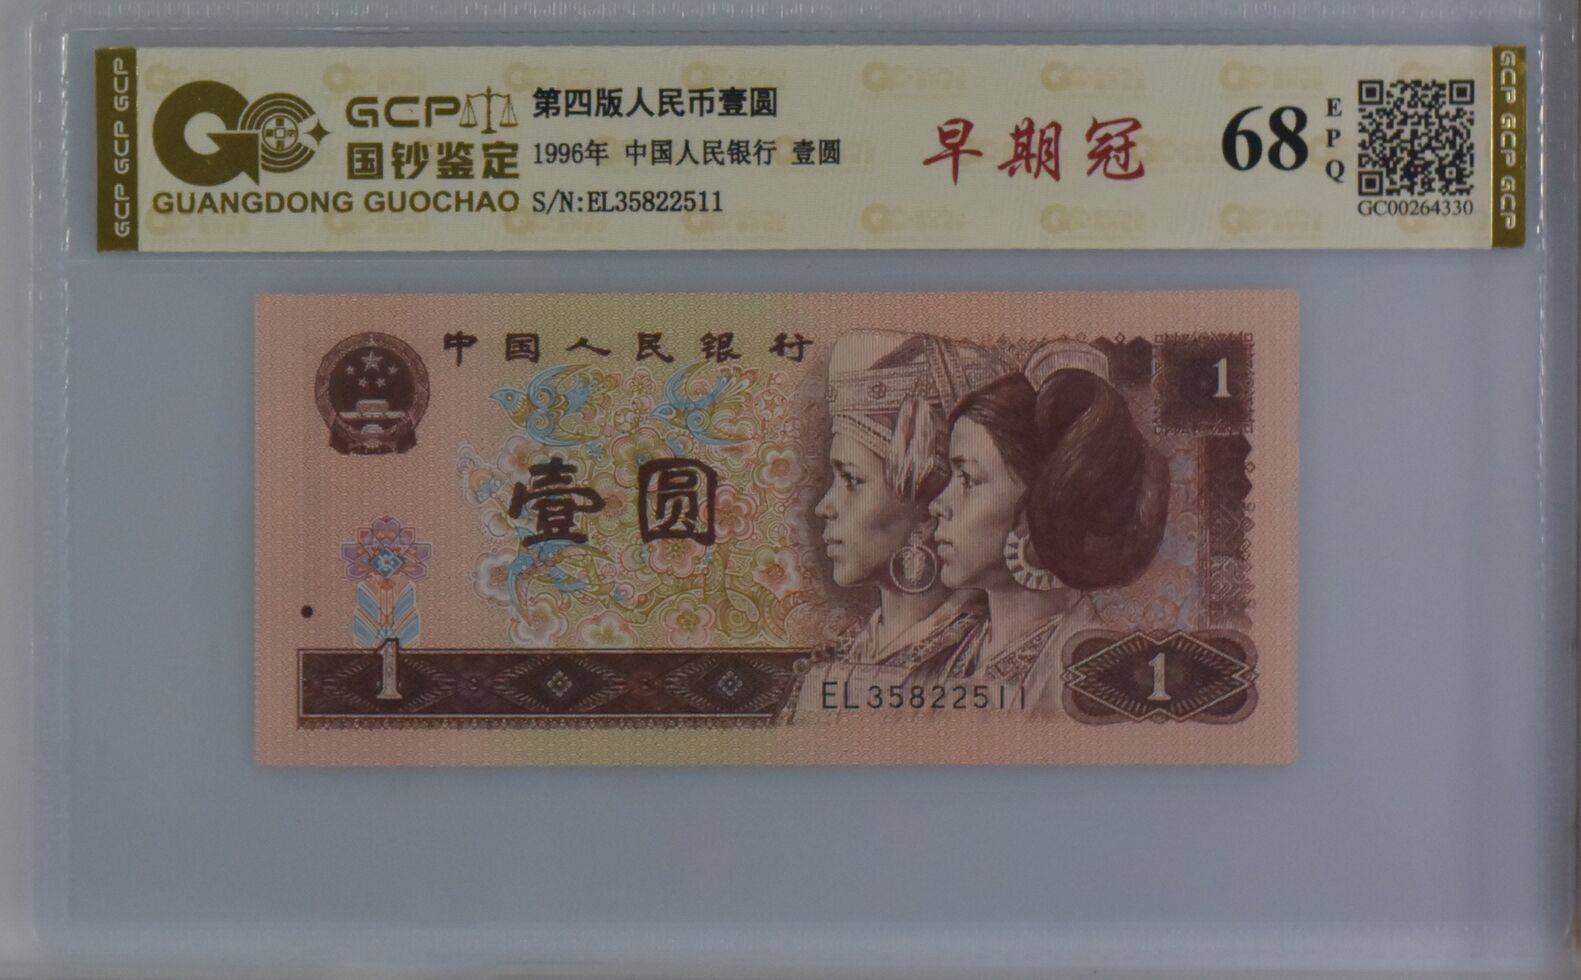 GCP GCP GCP
GCP
国钞鉴定
GUANGDONG GUOCHAO
第四版人民币壹圆
1996年 中国人民银行 壹圆
S/N:EL35822511
早期冠
68
EPQ
GC00264330
GCP GCP GCP
中国人民银行
1
壹圆
1
EL35822511
1